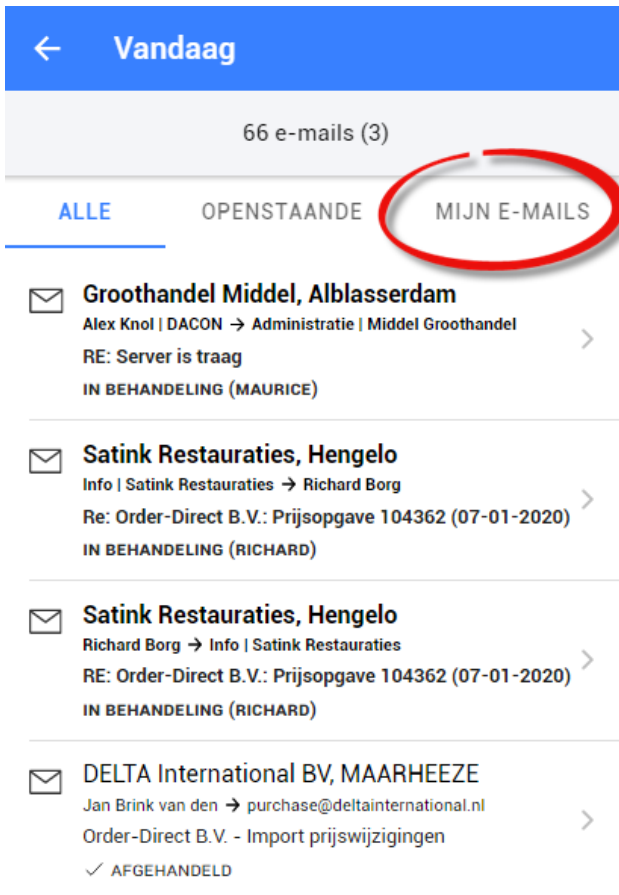 Vandaag
66 e-mails (3)
ALLE OPENSTAANDE MIJN E-MAILS
Groothandel Middel, Alblasserdam
Alex Knol | DACON → Administratie | Middel Groothandel
RE: Server is traag
IN BEHANDELING (MAURICE)
Satink Restauraties, Hengelo
Info | Satink Restauraties → Richard Borg
Re: Order-Direct B.V.: Prijsopgave 104362 (07-01-2020)
IN BEHANDELING (RICHARD)
Satink Restauraties, Hengelo
Richard Borg → Info | Satink Restauraties
RE: Order-Direct B.V.: Prijsopgave 104362 (07-01-2020)
IN BEHANDELING (RICHARD)
DELTA International BV, MAARHEEZE
Jan Brink van den → purchase@deltainternational.nl
Order-Direct B.V. - Import prijswijzigingen
✓ AFGEHANDELD